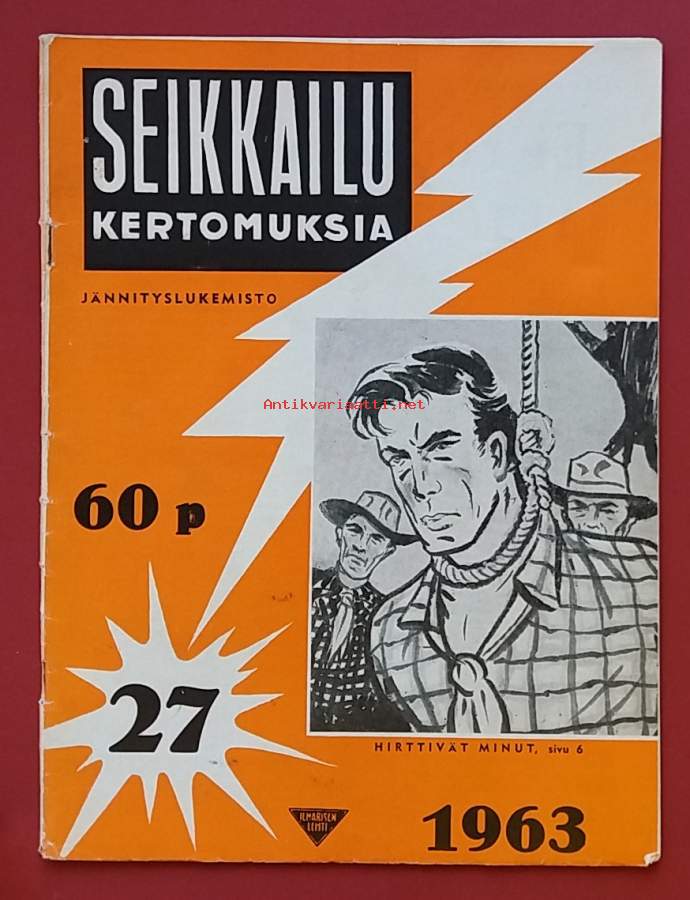 SEIKKAILU
KERTOMUKSIA
JÄNNITYSLUKEMISTO
Antikvariaatti.net
60 p
27
HIRTTIVÄT MINUT, sivu 6
ILMARISEN
LEHTI
1963